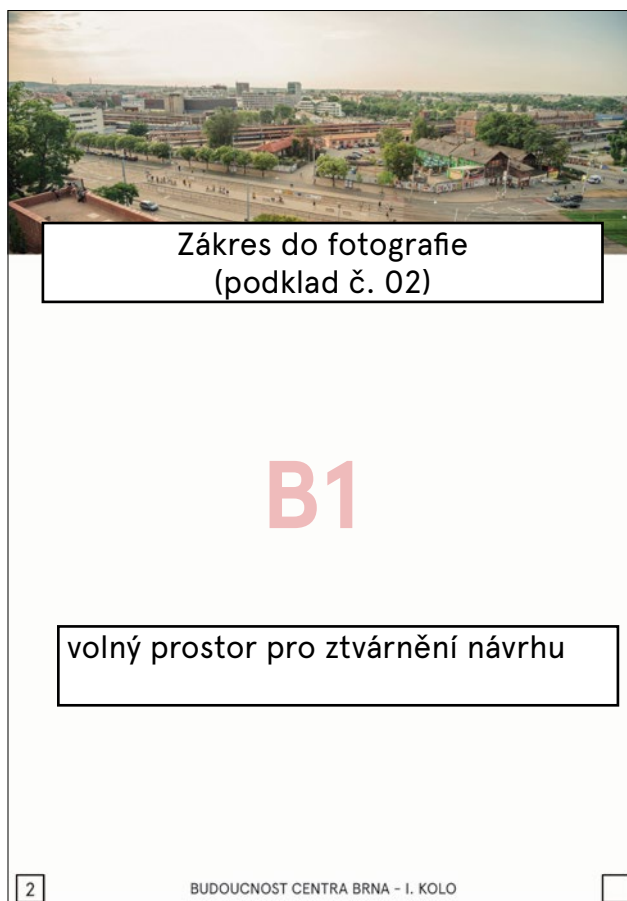 Zákres do fotografie
(podklad č. 02)
B1
volný prostor pro ztvárnění návrhu
2
BUDOUCNOST CENTRA BRNA - I. KOLO